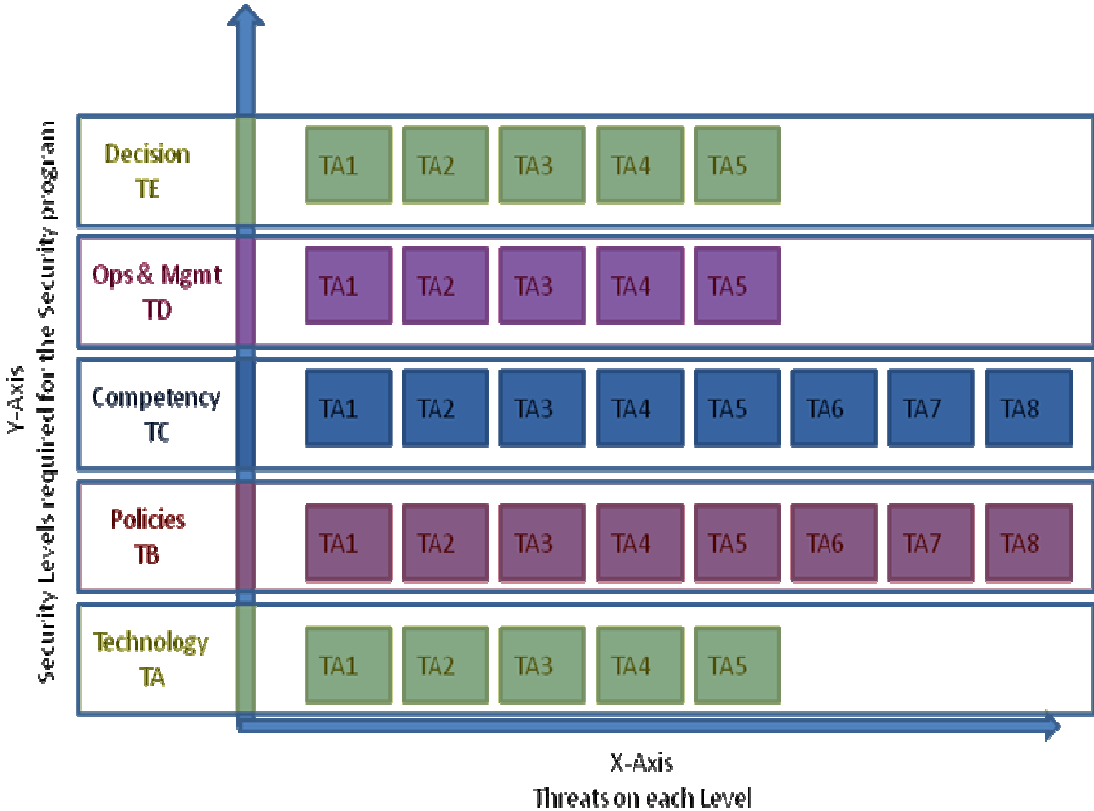 Y-Axis
Security Levels required for the Security program
Decision
TE
TA1 TA2 TA3 TA4 TA5
Ops & Mgmt
TD
TA1 TA2 TA3 TA4 TA5
Competency
TC
TA1 TA2 TA3 TA4 TA5 TA6 TA7 TA8
Policies
TB
TA1 TA2 TA3 TA4 TA5 TA6 TA7 TA8
Technology
TA
TA1 TA2 TA3 TA4 TA5
X-Axis
Threats on each Level